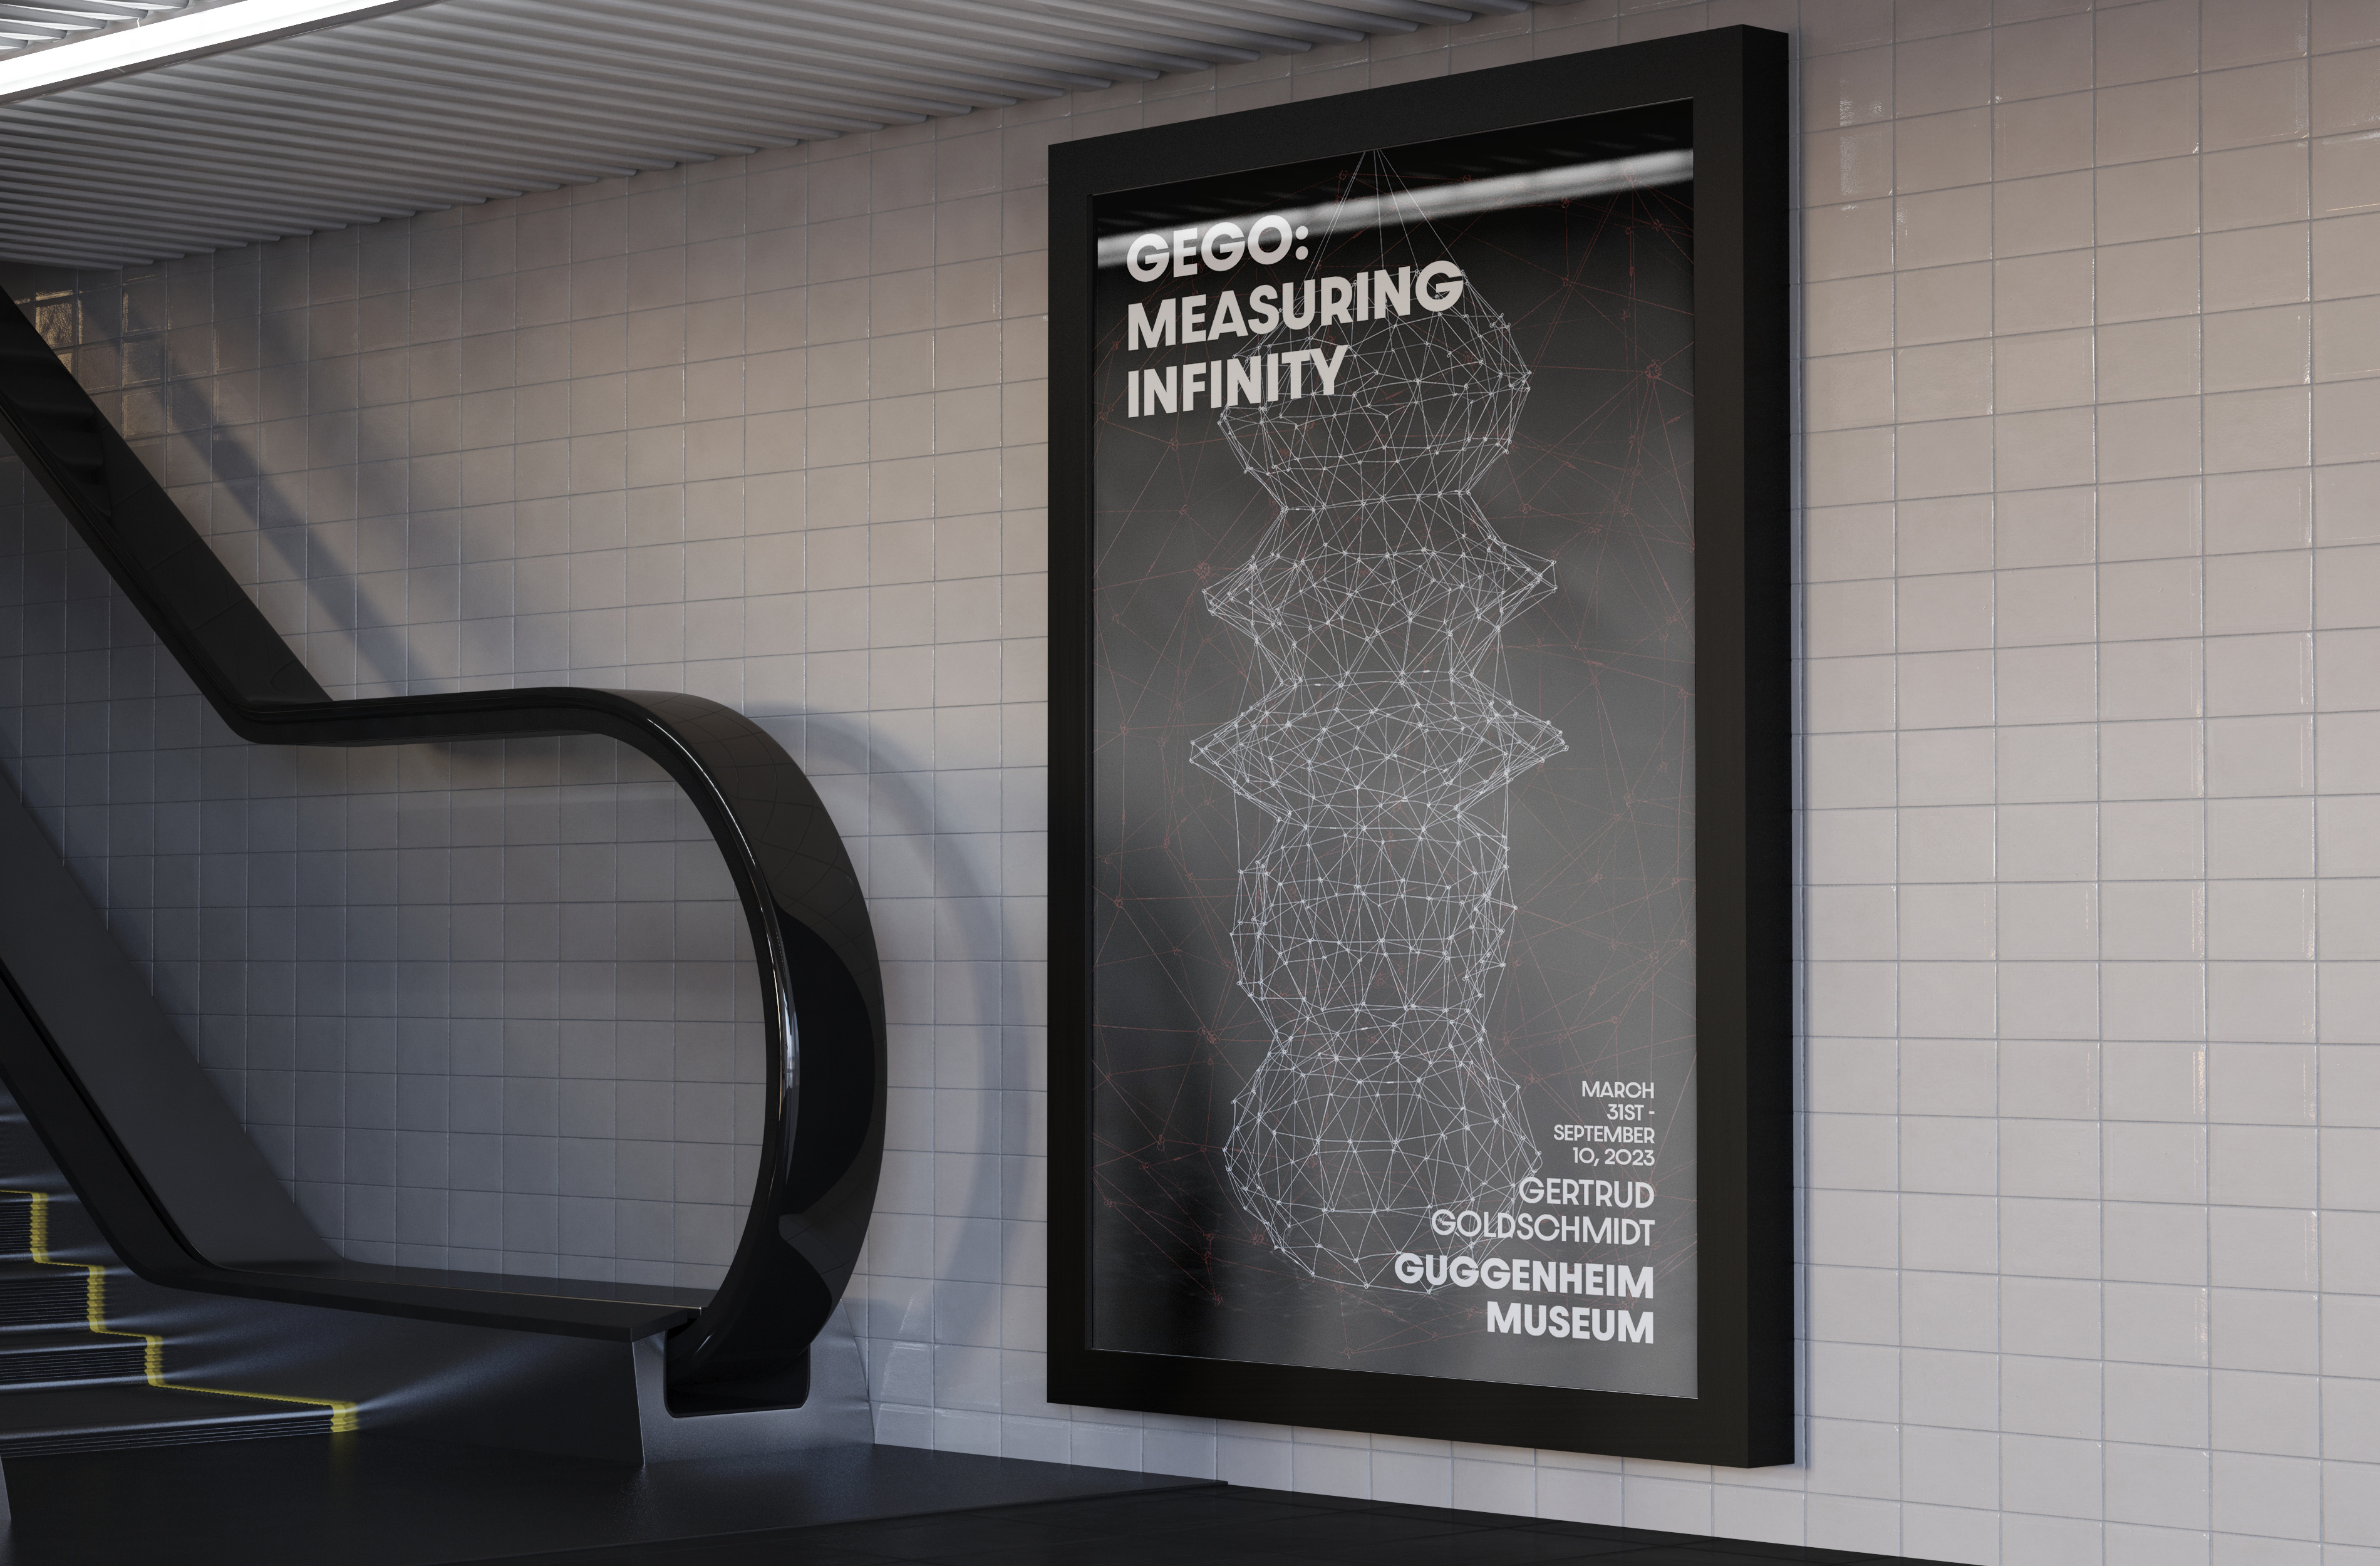 GEGO:
MEASURING
INFINITY
MARCH
31ST -
SEPTEMBER
10, 2023
GERTRUD
GOLDSCHMIDT
GUGGENHEIM
MUSEUM